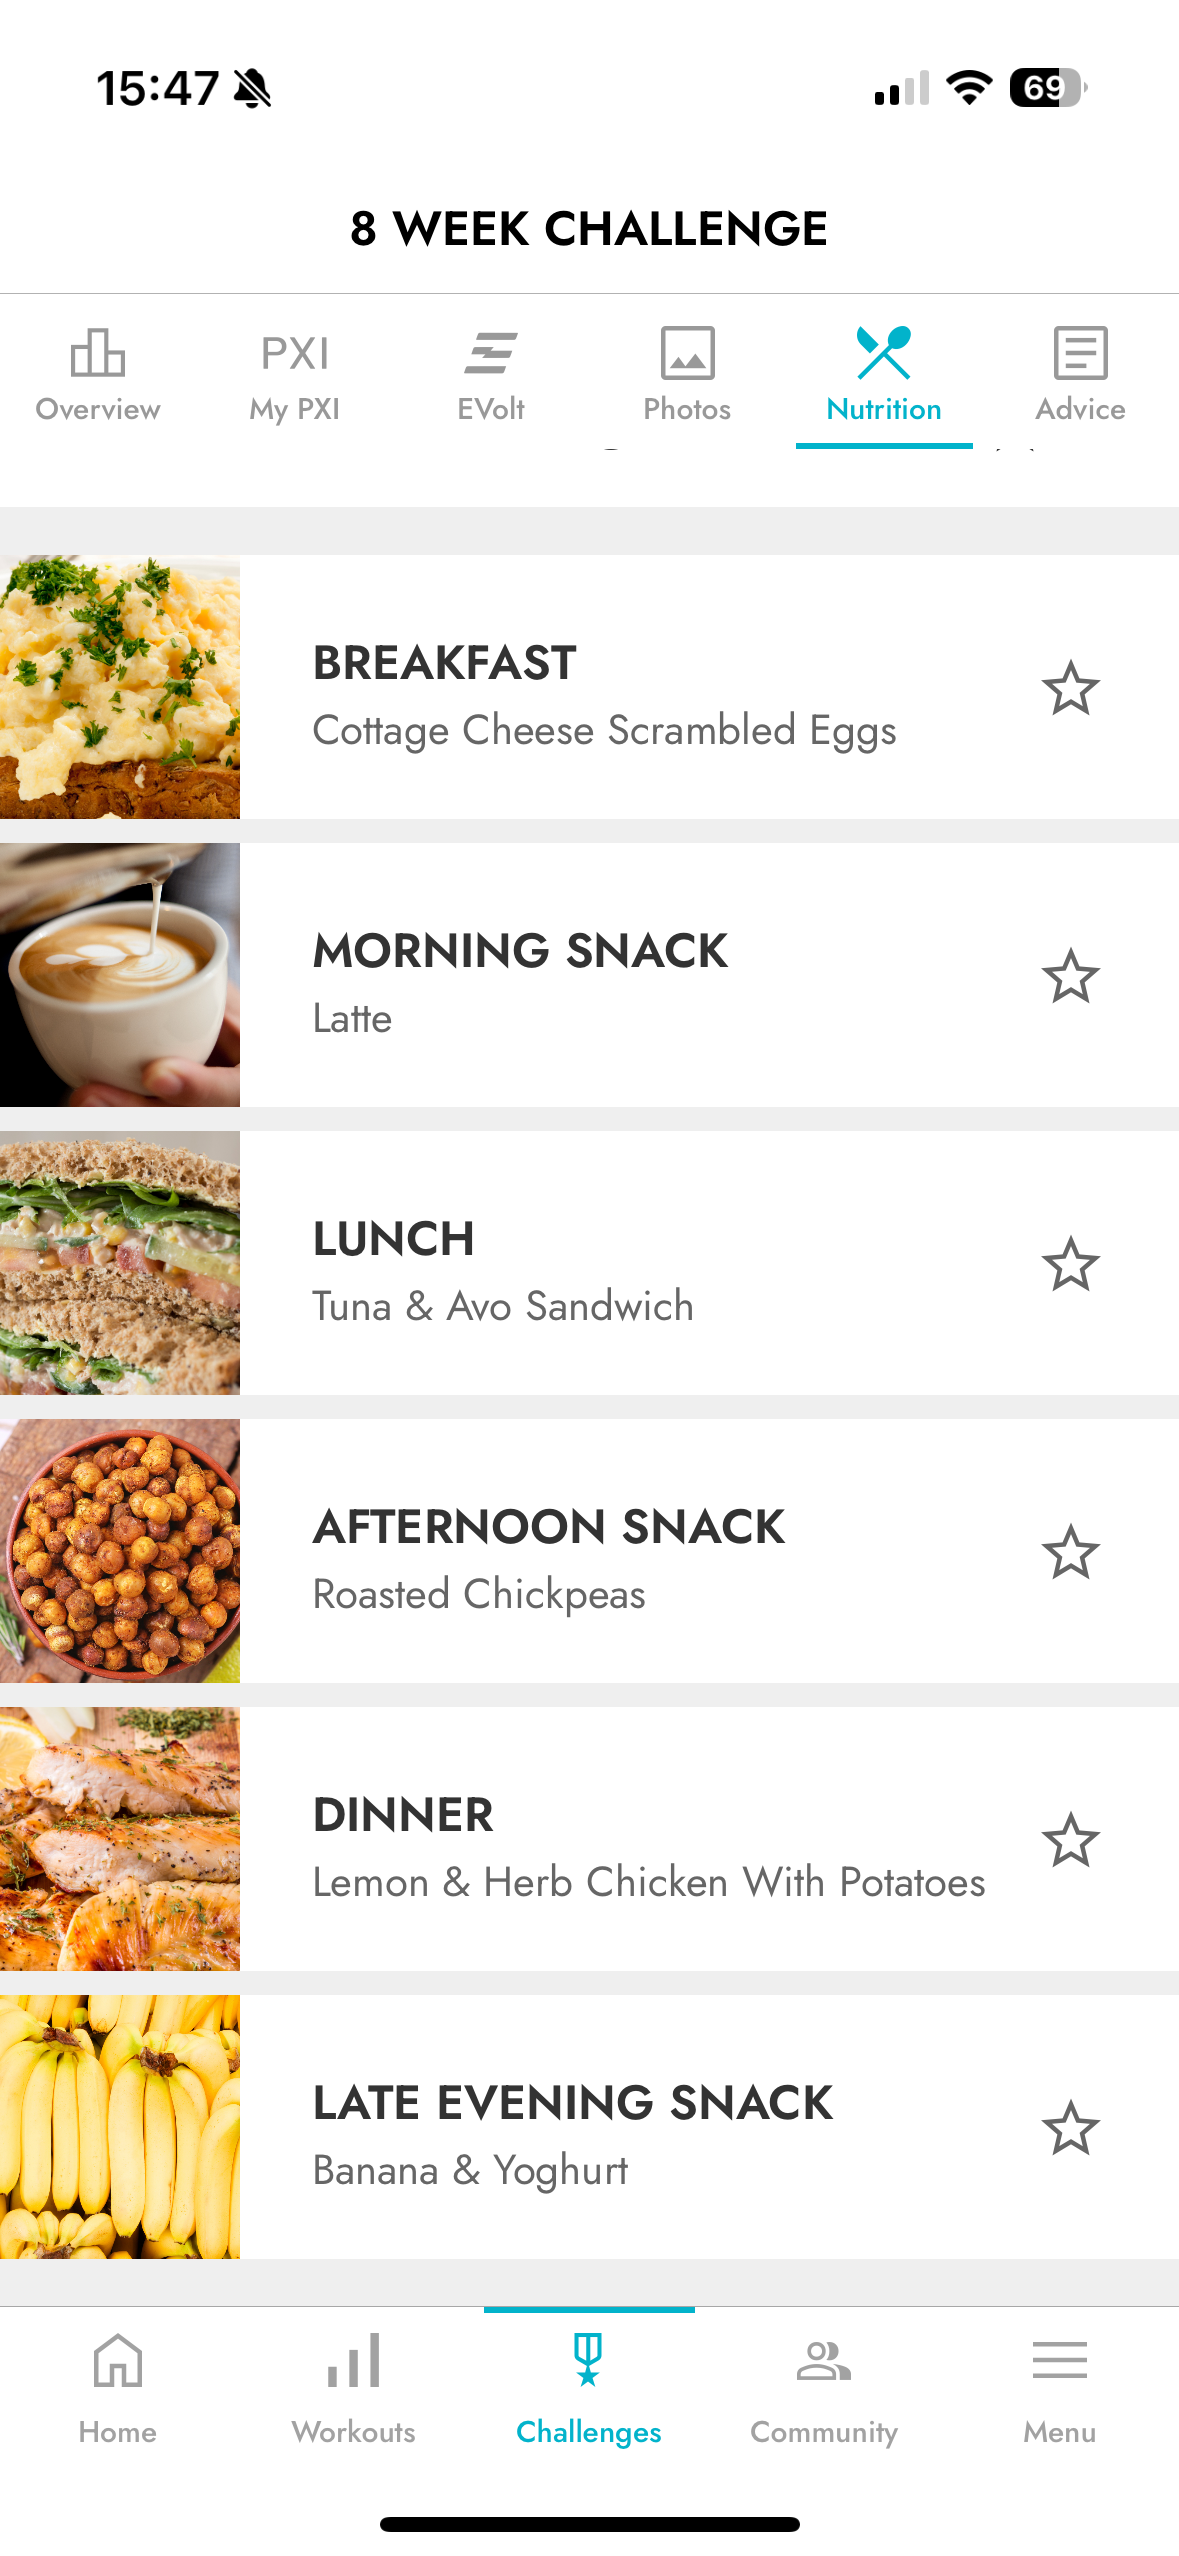 15:47
69
8 WEEK CHALLENGE
PXI
Overview
My PXI
EVolt
Photos
Nutrition
Advice
BREAKFAST
Cottage Cheese Scrambled Eggs
MORNING SNACK
Latte
LUNCH
Tuna & Avo Sandwich
AFTERNOON SNACK
Roasted Chickpeas
DINNER
Lemon & Herb Chicken With Potatoes
LATE EVENING SNACK
Banana & Yoghurt
Home
Workouts
Challenges
Community
Menu